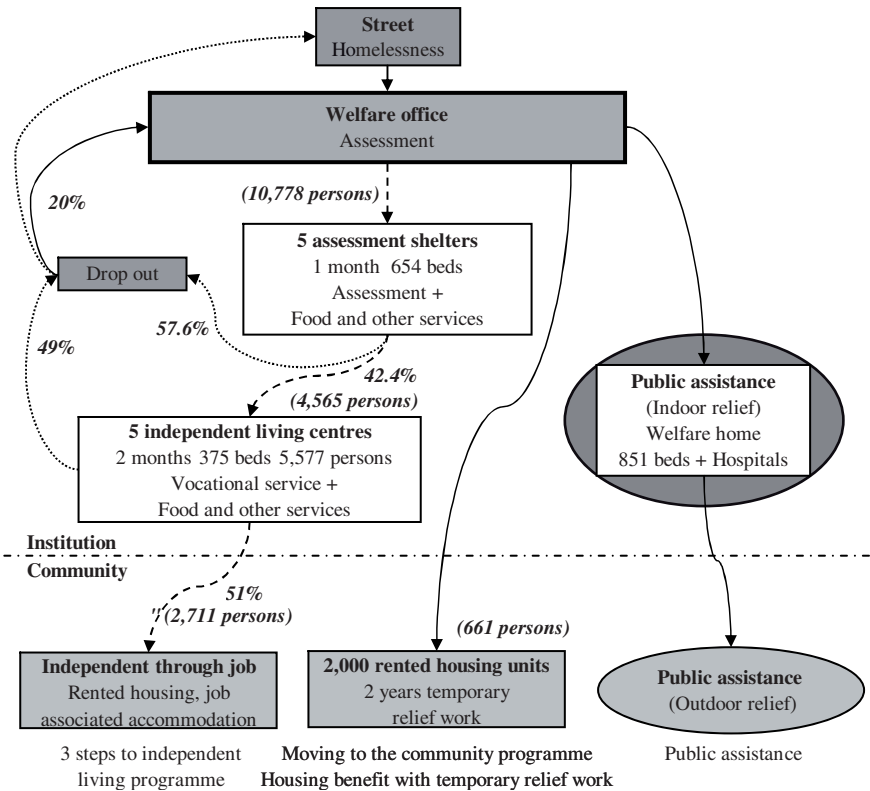 Street
Homelessness
Welfare office
Assessment
(10,778 persons)
20%
5 assessment shelters
1 month 654 beds
Assessment +
Food and other services
Drop out
57.6%
49%
42.4%
(4,565 persons)
Public assistance
(Indoor relief)
Welfare home
851 beds + Hospitals
5 independent living centres
2 months 375 beds 5,577 persons
Vocational service +
Food and other services
Institution
Community
51%
"(2,711 persons)
(661 persons)
Independent through job
Rented housing, job
associated accommodation
2,000 rented housing units
2 years temporary
relief work
Public assistance
(Outdoor relief)
3 steps to independent
living programme
Moving to the community programme
Housing benefit with temporary relief work
Public assistance